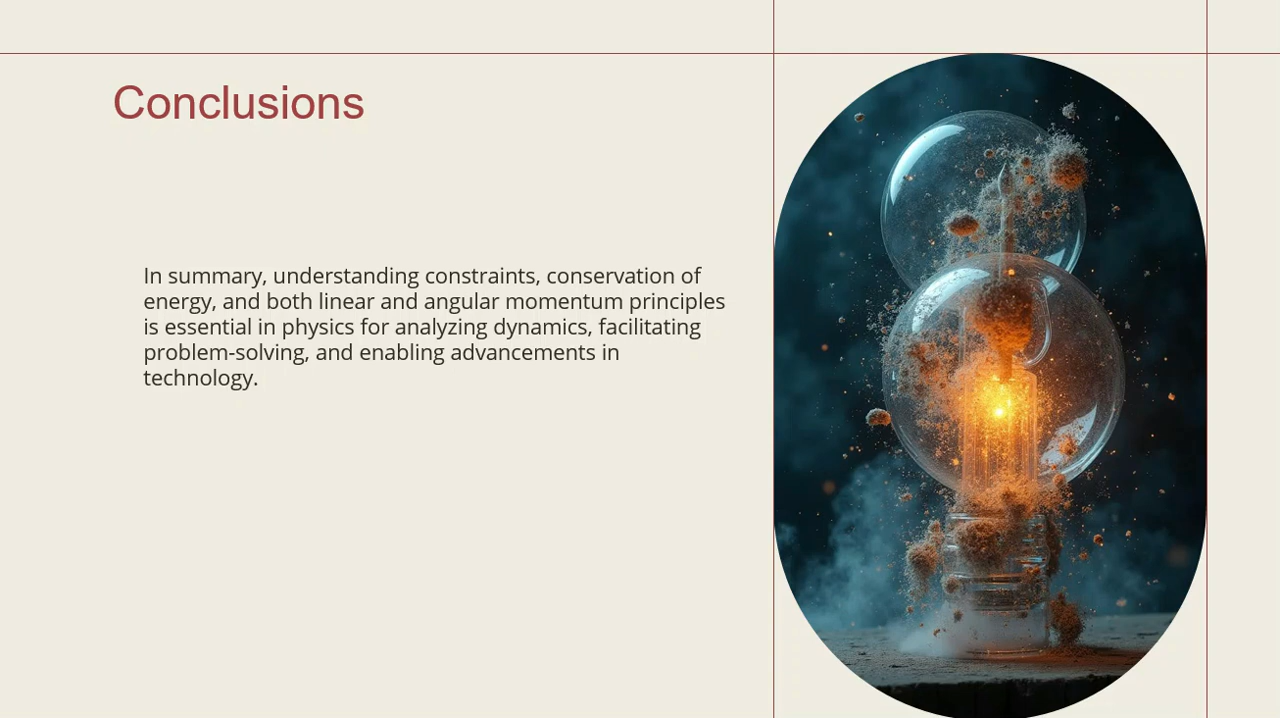 Conclusions
In summary, understanding constraints, conservation of
energy, and both linear and angular momentum principles
is essential in physics for analyzing dynamics, facilitating
problem-solving, and enabling advancements in
technology.